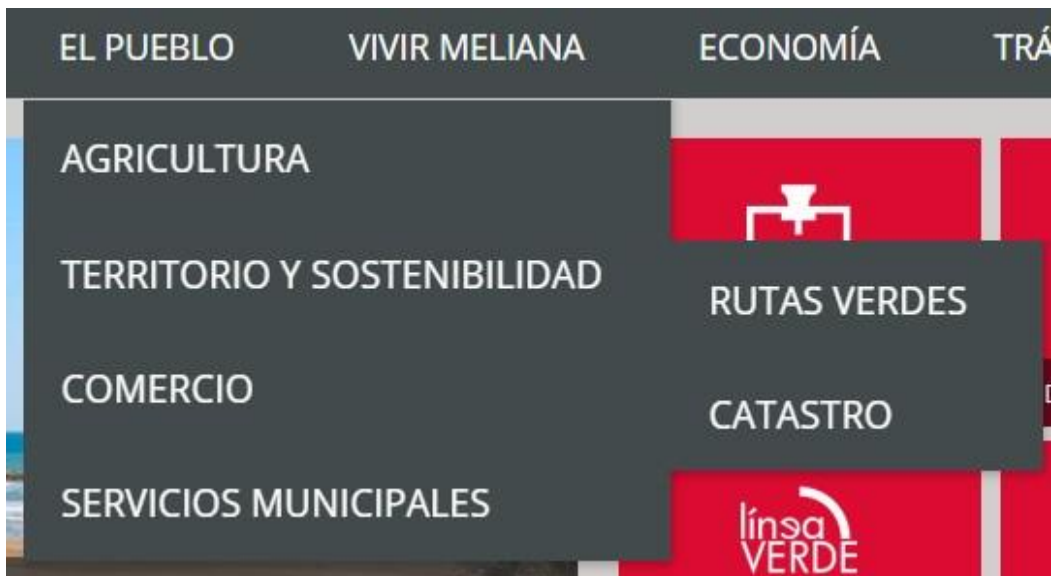 EL PUEBLO
VIVIR MELIANA
ECONOMÍA
AGRICULTURA
TERRITORIO Y SOSTENIBILIDAD
RUTAS VERDES
COMERCIO
CATASTRO
SERVICIOS MUNICIPALES
línea
VERDE